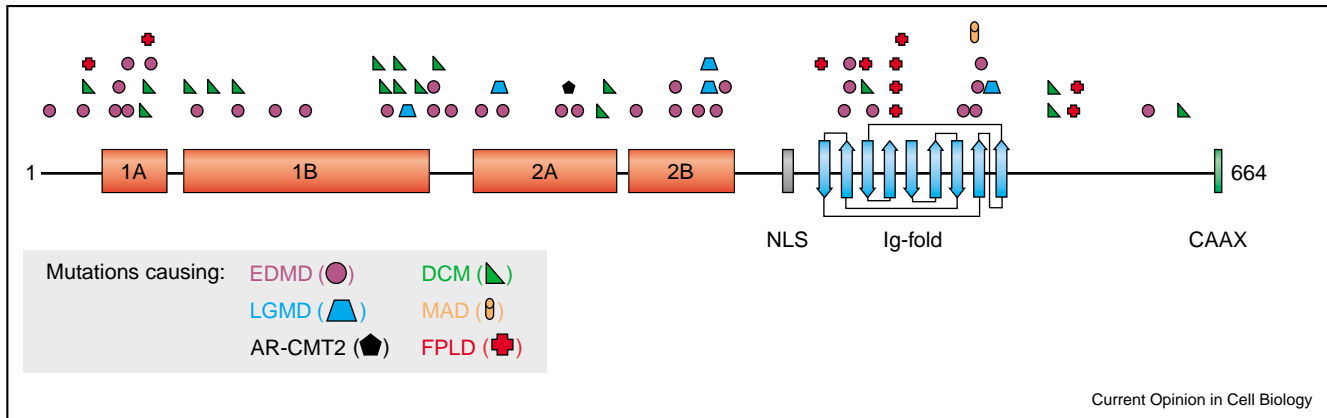 1
1A
1B
2A
2B
664
NLS
Ig-fold
CAAX
Mutations causing:
EDMD ( )
DCM ( )
LGMD ( )
MAD ( )
AR-CMT2 ( )
FPLD ( )
Current Opinion in Cell Biology